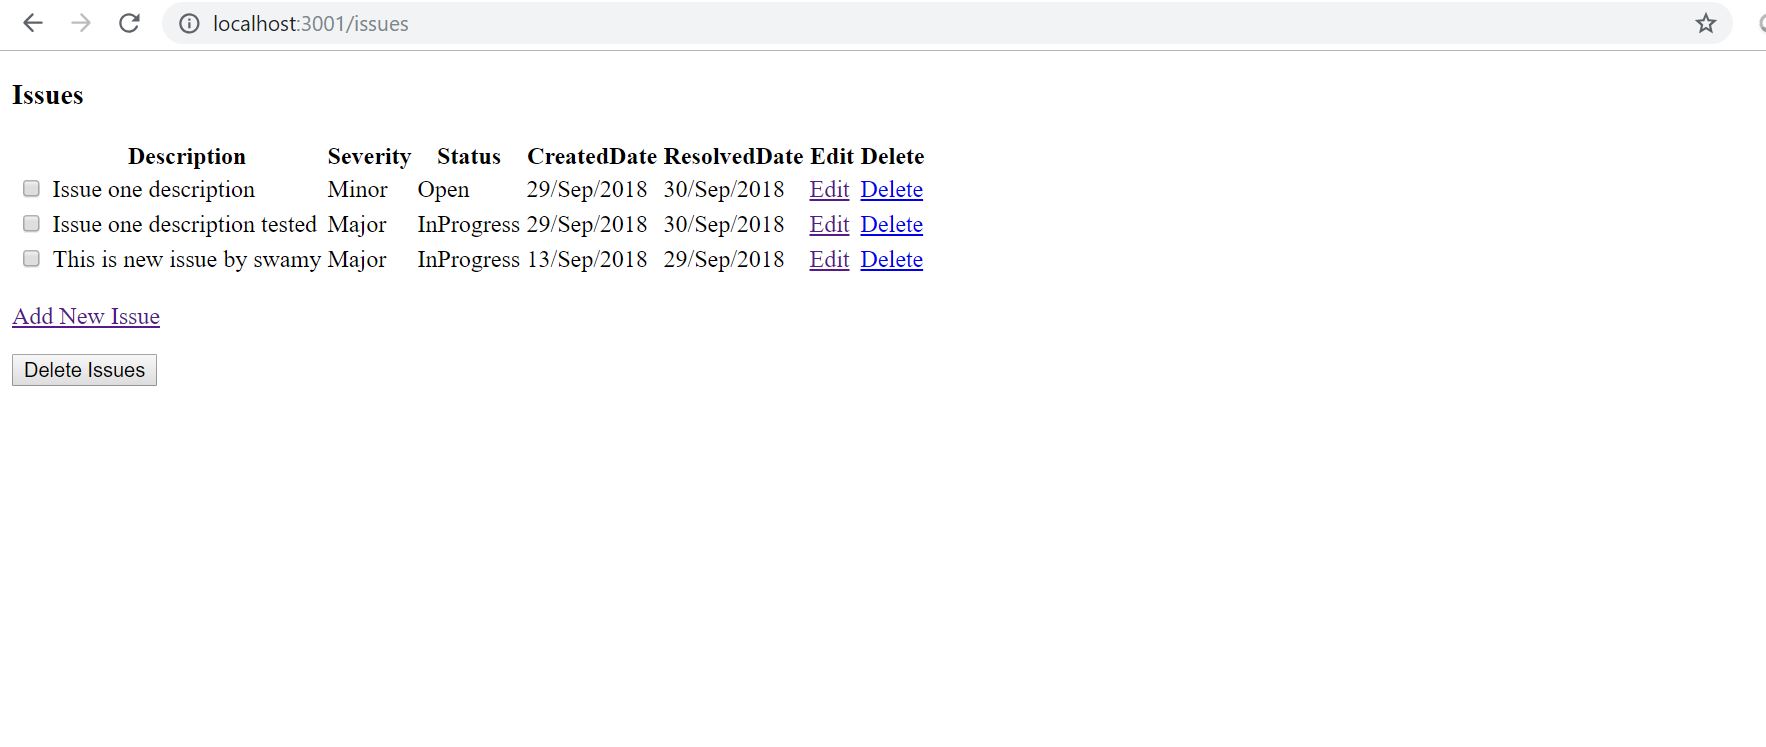 localhost:3001/issues
Issues
Description Severity Status CreatedDate ResolvedDate Edit Delete
Issue one description Minor Open 29/Sep/2018 30/Sep/2018 Edit Delete
Issue one description tested Major InProgress 29/Sep/2018 30/Sep/2018 Edit Delete
This is new issue by swamy Major InProgress 13/Sep/2018 29/Sep/2018 Edit Delete
Add New Issue
Delete Issues